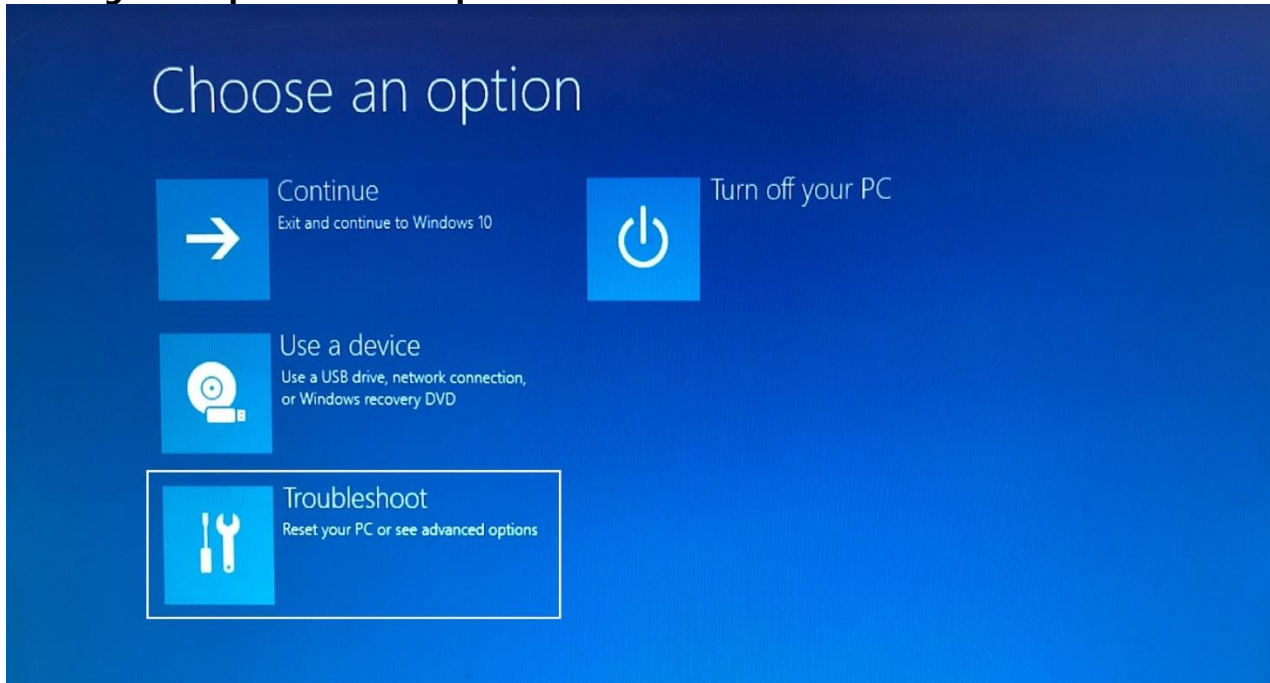 Choose an option
Continue
Exit and continue to Windows 10
Turn off your PC
Use a device
Use a USB drive, network connection,
or Windows recovery DVD
Troubleshoot
Reset your PC or see advanced options